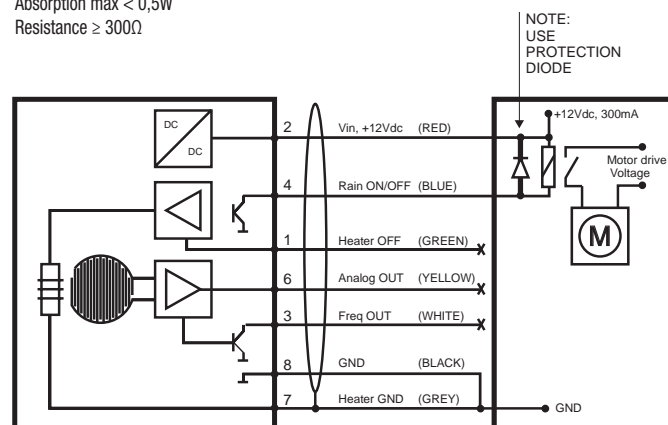 Absorption max < 0,5W
Resistance ≥ 300Ω
NOTE:
USE
PROTECTION
DIODE
+12Vdc, 300mA
DC
DC
2 Vin, +12Vdc (RED)
Motor drive
Voltage
4 Rain ON/OFF (BLUE)
1 Heater OFF (GREEN)
M
6 Analog OUT (YELLOW)
3 Freq OUT (WHITE)
8 GND (BLACK)
7 Heater GND (GREY)
GND